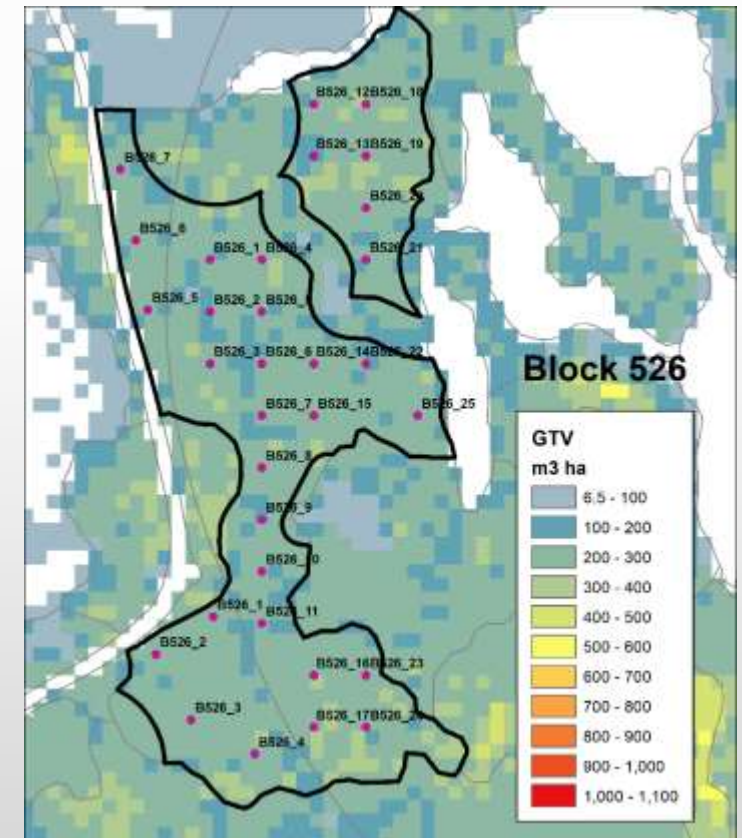 B526_12 B526_18
B526_13 B526_19
B526_7
B526_6
B526_1 B526_4
B526_21
B526_5
B526_2
B526_3 B526_6 B526_14 B526_22
Block 526
B526_7 B526_15
B526_25
GTV
m3 ha
6.5 - 100
100 - 200
200 - 300
300 - 400
400 - 500
500 - 600
600 - 700
700 - 800
800 - 900
900 - 1,000
1,000 - 1,100
B526_8
B526_9
B526_1
B526_11
B526_2
B526_16 B526_23
B526_3
B526_17
B526_4